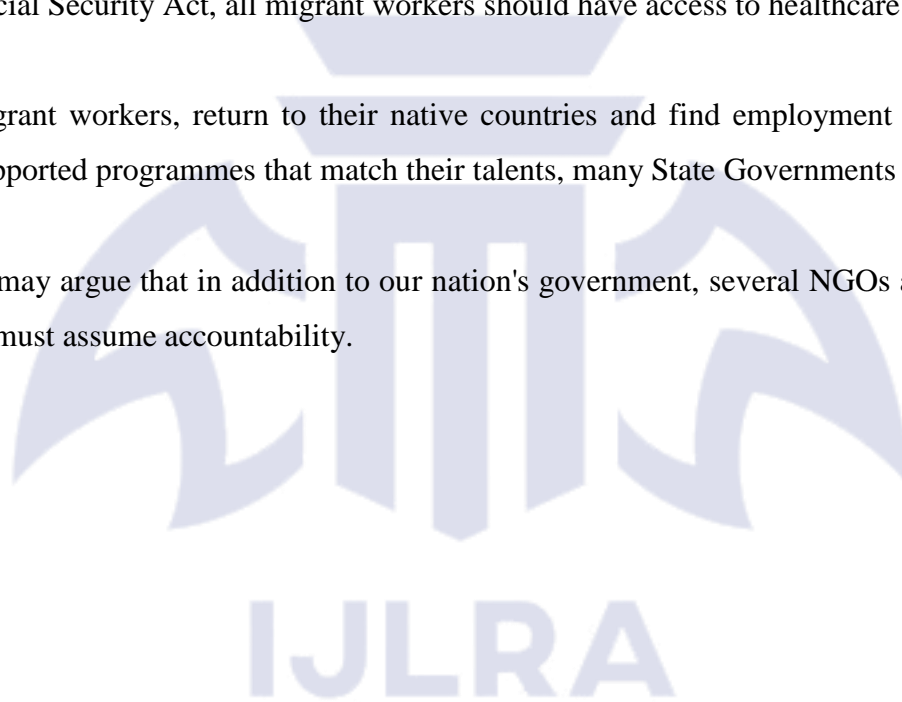 cial Security Act, all migrant workers should have access to healthcare
grant workers, return to their native countries and find employment
pported programmes that match their talents, many State Governments
may argue that in addition to our nation's government, several NGOs a
must assume accountability.
IJLRA